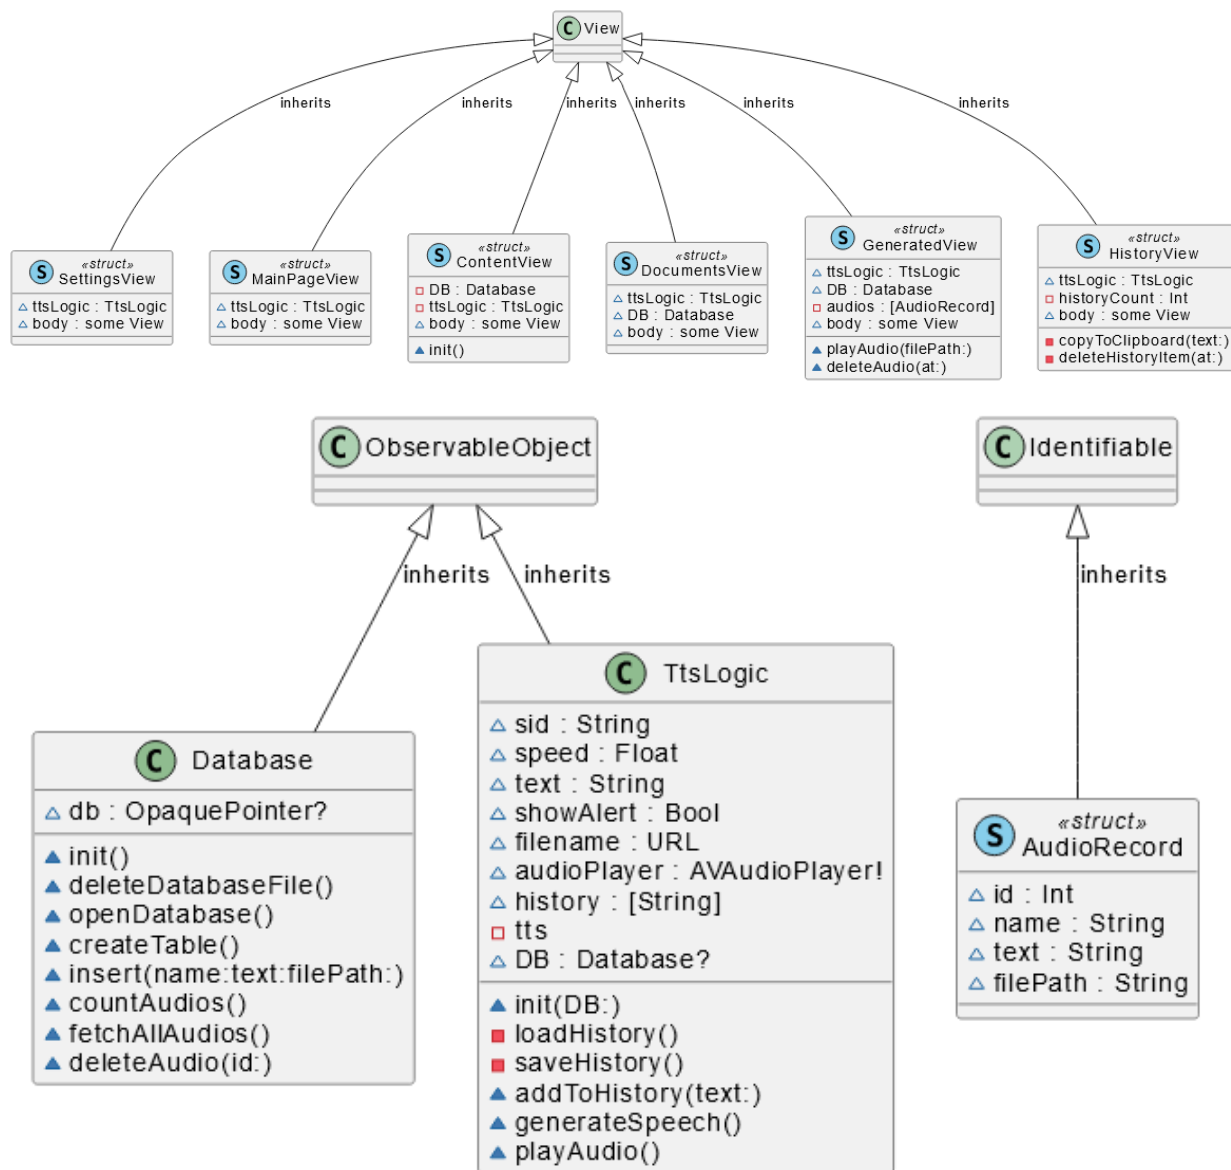 C View
inherits
inherits
inherits
inherits
inherits
inherits
S «struct»
SettingsView
ttsLogic : TtsLogic
body : some View
S «struct»
MainPageView
ttsLogic : TtsLogic
body : some View
S «struct»
ContentView
DB : Database
ttsLogic : TtsLogic
body : some View
init()
S «struct»
DocumentsView
ttsLogic : TtsLogic
DB : Database
body : some View
S «struct»
GeneratedView
ttsLogic : TtsLogic
DB : Database
audios : [AudioRecord]
body : some View
playAudio(filePath:)
deleteAudio(at:)
S «struct»
HistoryView
ttsLogic : TtsLogic
historyCount : Int
body : some View
copyToClipboard(text:)
deleteHistoryItem(at:)
C ObservableObject
inherits
inherits
C Database
db : OpaquePointer?
init()
deleteDatabaseFile()
openDatabase()
createTable()
insert(name:text:filePath:)
countAudios()
fetchAllAudios()
deleteAudio(id:)
C TtsLogic
sid : String
speed : Float
text : String
showAlert : Bool
filename : URL
audioPlayer : AVAudioPlayer!
history : [String]
tts
DB : Database?
init(DB:)
loadHistory()
saveHistory()
addToHistory(text:)
generateSpeech()
playAudio()
C Identifiable
inherits
S «struct»
AudioRecord
id : Int
name : String
text : String
filePath : String